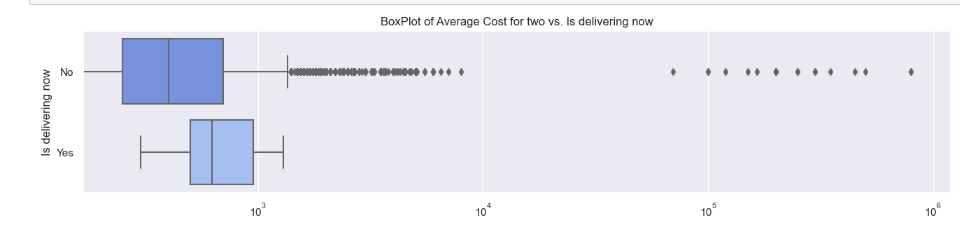 BoxPlot of Average Cost for two vs. Is delivering now
Is delivering now
No
Yes
10³ 10⁴ 10⁵ 10⁶